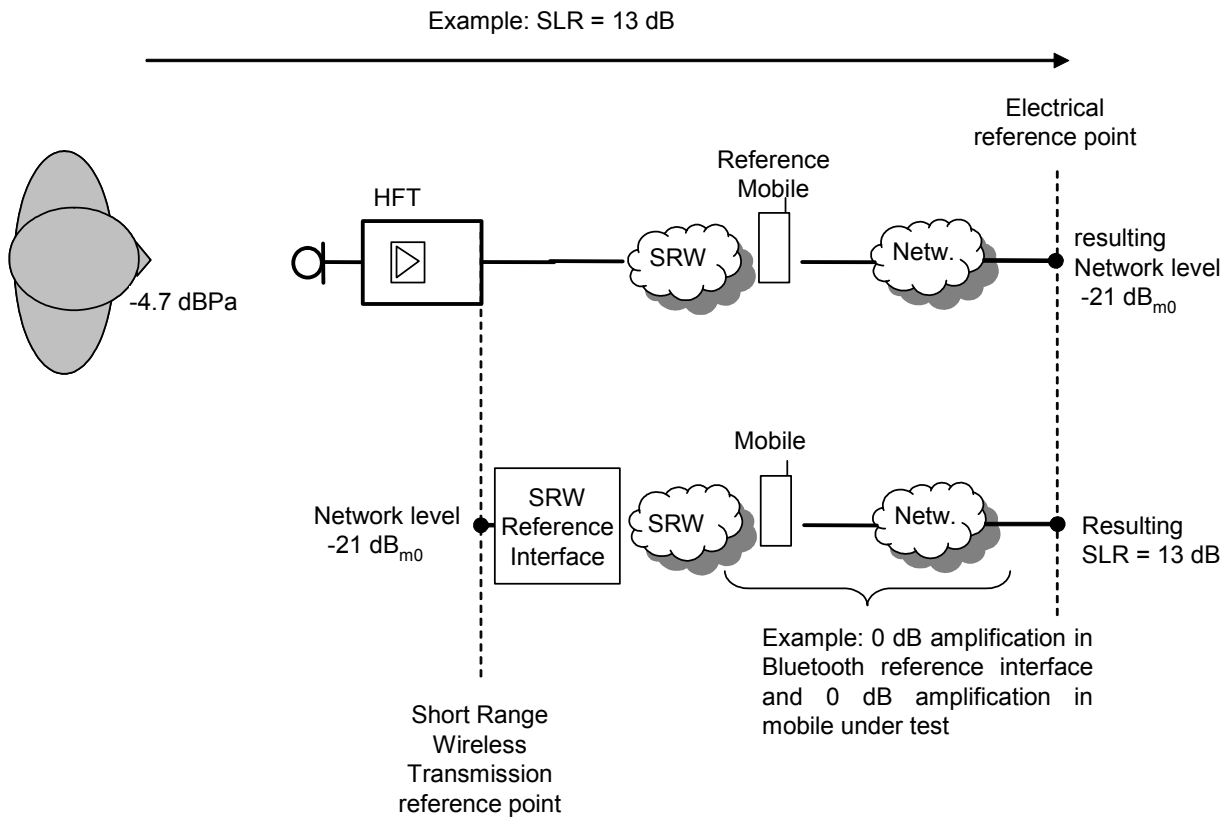 Example: SLR = 13 dB
Electrical
reference point
Reference
Mobile
HFT
SRW
Netw.
resulting
Network level
-21 dBm0
-4.7 dBPa
Mobile
Network level
-21 dBm0
SRW
Reference
Interface
SRW
Netw.
Resulting
SLR = 13 dB
Example: 0 dB amplification in
Bluetooth reference interface
and 0 dB amplification in
mobile under test
Short Range
Wireless
Transmission
reference point